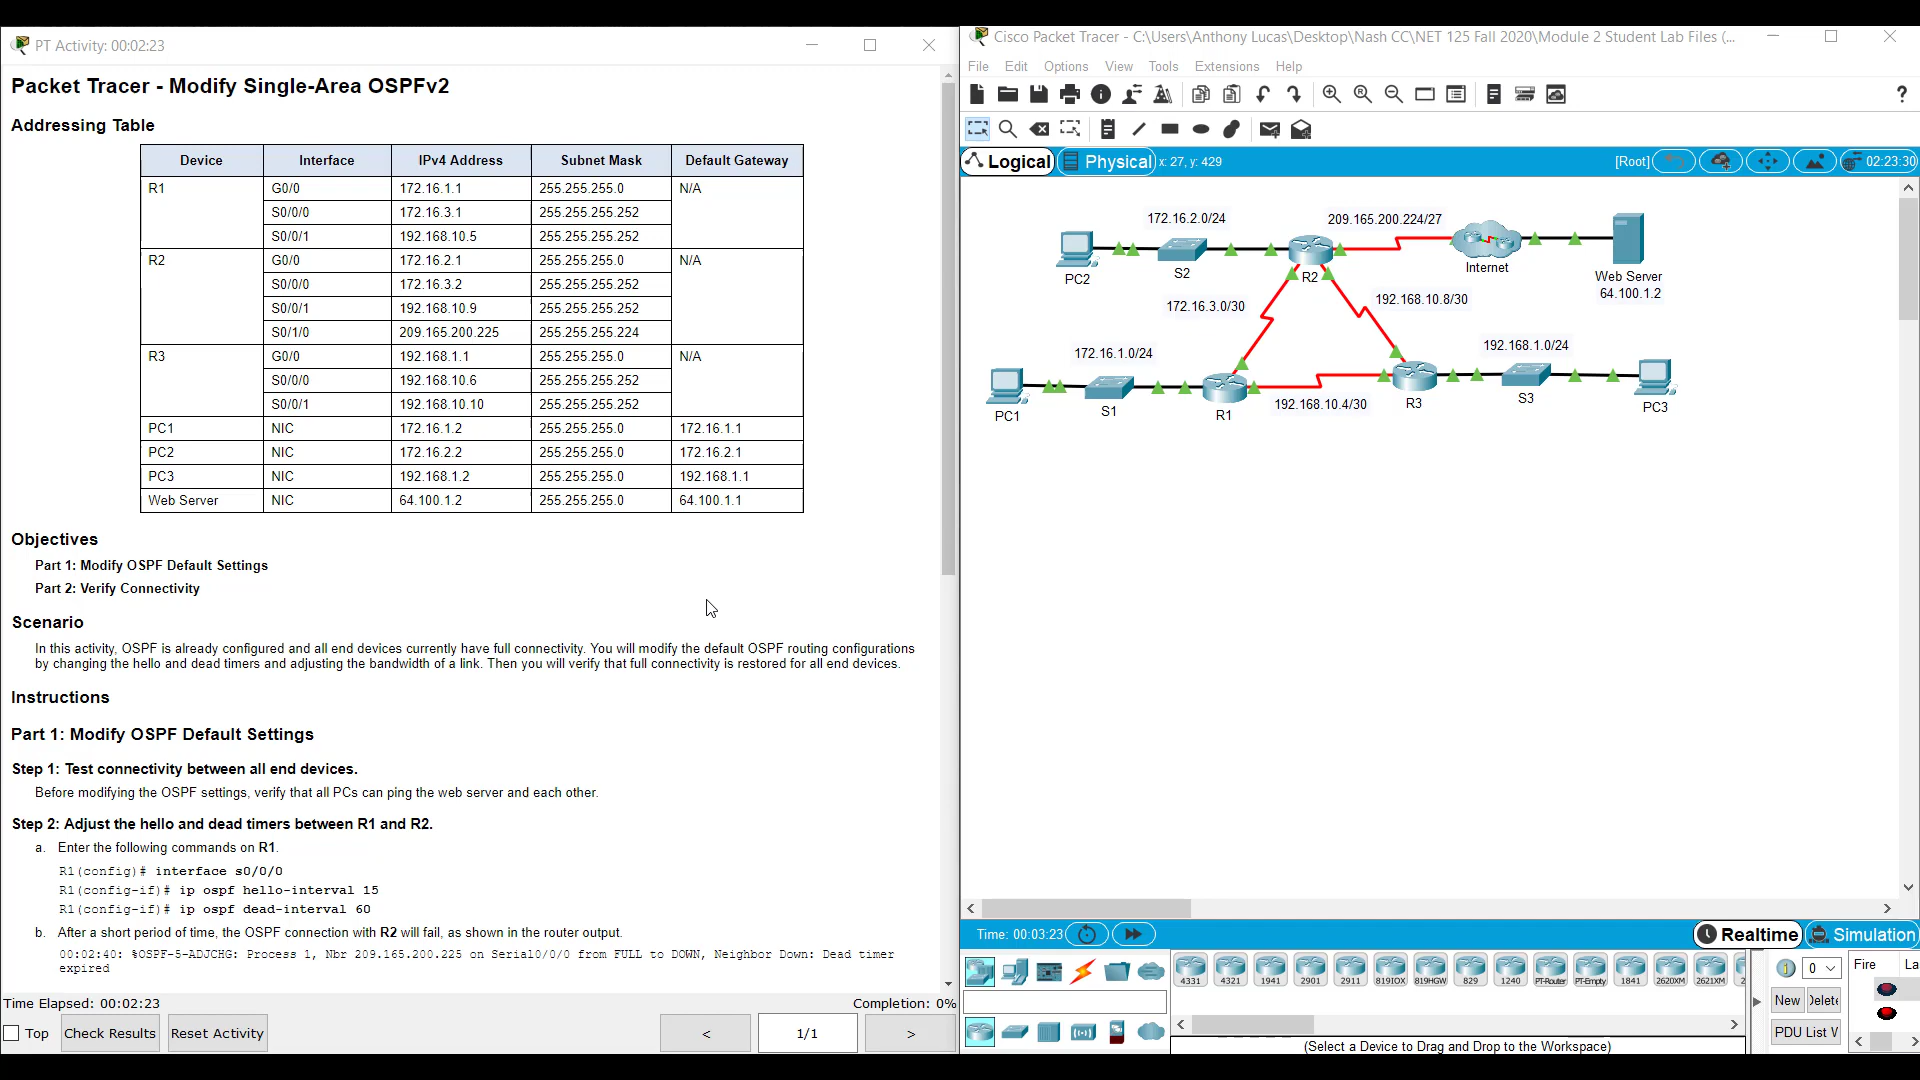 PT Activity: 00:02:23
Packet Tracer - Modify Single-Area OSPFv2
Addressing Table
Device Interface IPv4 Address Subnet Mask Default Gateway
R1 G0/0 172.16.1.1 255.255.255.0 N/A
S0/0/0 172.16.3.1 255.255.255.252
S0/0/1 192.168.10.5 255.255.255.252
R2 G0/0 172.16.2.1 255.255.255.0 N/A
S0/0/0 172.16.3.2 255.255.255.252
S0/0/1 192.168.10.9 255.255.255.252
S0/1/0 209.165.200.225 255.255.255.224
R3 G0/0 192.168.1.1 255.255.255.0 N/A
S0/0/0 192.168.10.6 255.255.255.252
S0/0/1 192.168.10.10 255.255.255.252
PC1 NIC 172.16.1.2 255.255.255.0 172.16.1.1
PC2 NIC 172.16.2.2 255.255.255.0 172.16.2.1
PC3 NIC 192.168.1.2 255.255.255.0 192.168.1.1
Web Server NIC 64.100.1.2 255.255.255.0 64.100.1.1
Objectives
Part 1: Modify OSPF Default Settings
Part 2: Verify Connectivity
Scenario
In this activity, OSPF is already configured and all end devices currently have full connectivity. You will modify the default OSPF routing configurations
by changing the hello and dead timers and adjusting the bandwidth of a link. Then you will verify that full connectivity is restored for all end devices.
Instructions
Part 1: Modify OSPF Default Settings
Step 1: Test connectivity between all end devices.
Before modifying the OSPF settings, verify that all PCs can ping the web server and each other.
Step 2: Adjust the hello and dead timers between R1 and R2.
a. Enter the following commands on R1.
R1(config)# interface s0/0/0
R1(config-if)# ip ospf hello-interval 15
R1(config-if)# ip ospf dead-interval 60
b. After a short period of time, the OSPF connection with R2 will fail, as shown in the router output.
00:02:40: %OSPF-5-ADJCHG: Process 1, Nbr 209.165.200.225 on Serial0/0/0 from FULL to DOWN, Neighbor Down: Dead timer
expired
Time Elapsed: 00:02:23 Completion: 0%
Top Check Results Reset Activity < 1/1 >
Cisco Packet Tracer - C:\Users\Anthony Lucas\Desktop\Nash CC\NET 125 Fall 2020\Module 2 Student Lab Files (...
File Edit Options View Tools Extensions Help
?
Logical Physical x: 27, y: 429 [Root] 02:23:30
172.16.2.0/24 209.165.200.224/27
PC2 S2 R2 Internet Web Server
64.100.1.2
172.16.3.0/30 192.168.10.8/30
172.16.1.0/24 192.168.1.0/24
PC1 S1 R1 192.168.10.4/30 R3 S3 PC3
Time: 00:03:23 Realtime Simulation
4331 4321 1941 2901 2911 819IOX 819HGW 829 1240 PT-Router PT-Empty 1841 2620XM 2621XM 2
0 Fire La
New Delete
PDU List V
(Select a Device to Drag and Drop to the Workspace)